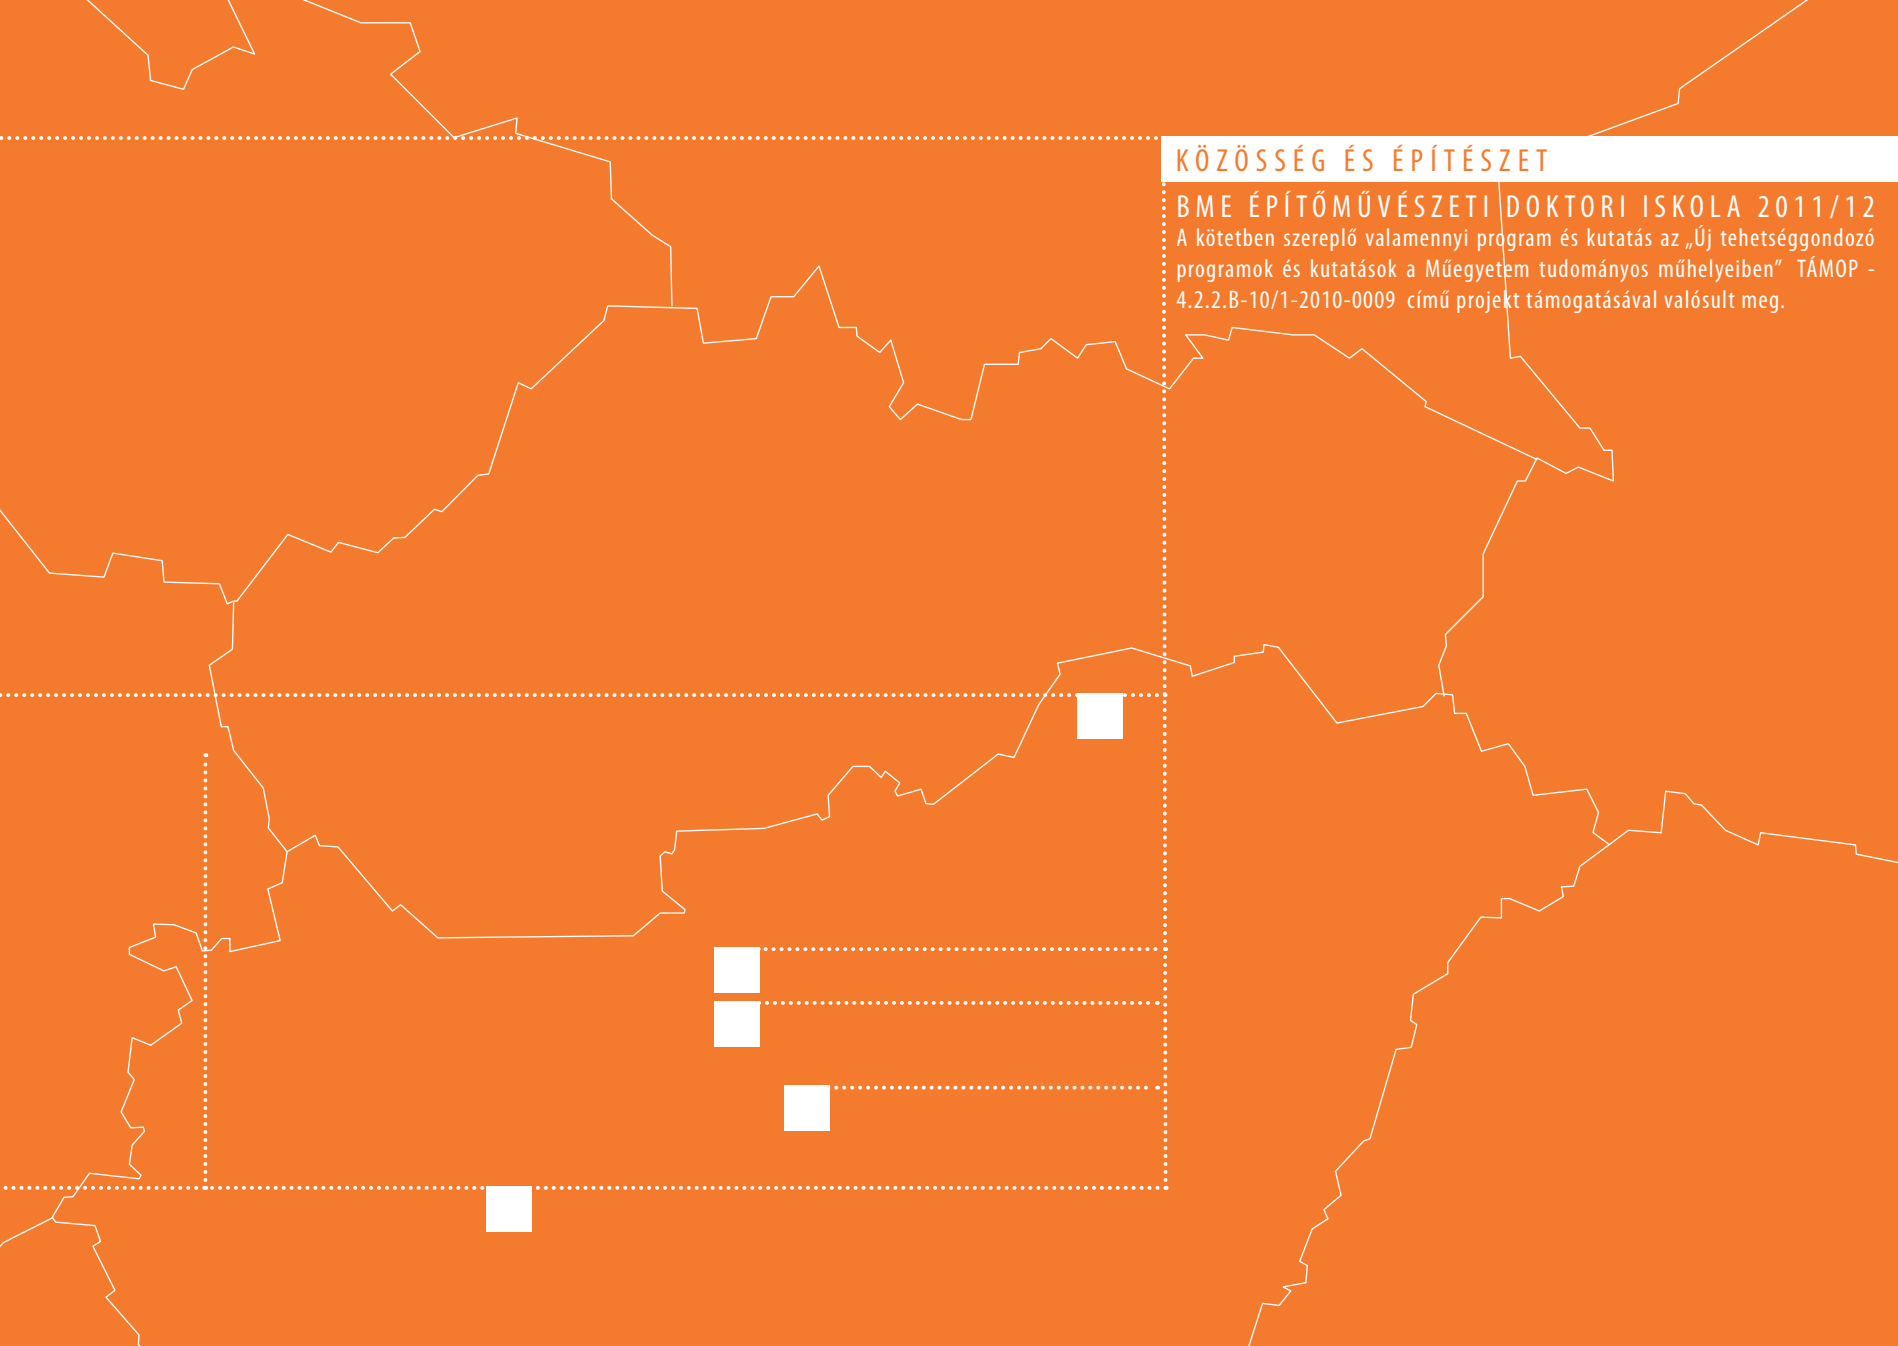 KÖZÖSSÉG ÉS ÉPÍTÉSZET
BME ÉPÍTŐMŰVÉSZETI DOKTORI ISKOLA 2011/12
A kötetben szereplő valamennyi program és kutatás az „Új tehetséggondozó
programok és kutatások a Műegyetem tudományos műhelyeiben” TÁMOP -
4.2.2.B-10/1-2010-0009 című projekt támogatásával valósult meg.